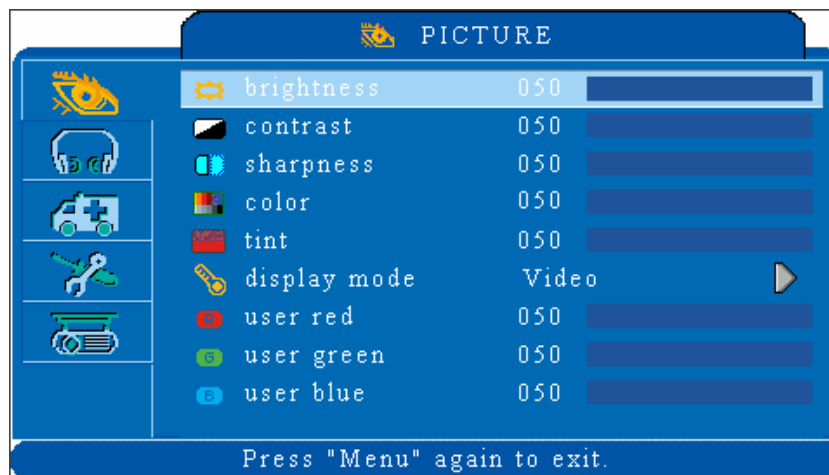 PICTURE
brightness 050
contrast 050
sharpness 050
color 050
tint 050
display mode Video
R user red 050
G user green 050
B user blue 050
Press "Menu" again to exit.